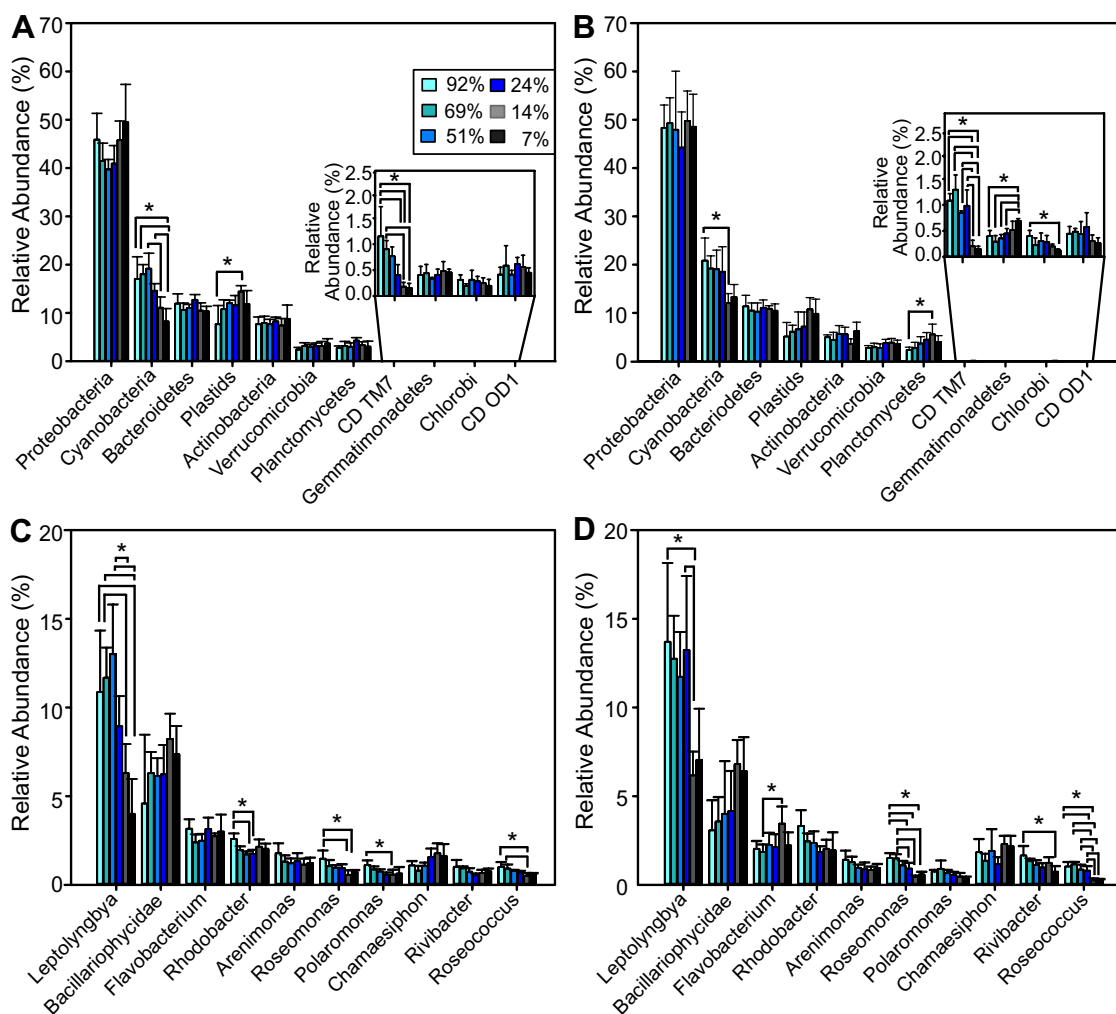 A
Relative Abundance (%)
70
60
50
40
30
20
10
0
92% 24%
69% 14%
51% 7%
Relative
Abundance (%)
2.5
2.0
1.5
1.0
0.5
0.0
*
*
*
Proteobacteria
Cyanobacteria
Bacteroidetes
Plastids
Actinobacteria
Verrucomicrobia
Planctomycetes
CD TM7
Gemmatimonadetes
Chlorobi
CD OD1
B
Relative Abundance (%)
70
60
50
40
30
20
10
0
Relative
Abundance (%)
2.5
2.0
1.5
1.0
0.5
0.0
*
*
*
*
*
Proteobacteria
Cyanobacteria
Bacteriodetes
Plastids
Actinobacteria
Verrucomicrobia
Planctomycetes
CD TM7
Gemmatimonadetes
Chlorobi
CD OD1
C
Relative Abundance (%)
20
15
10
5
0
*
*
*
*
*
Leptolyngbya
Bacillariophycidae
Flavobacterium
Rhodobacter
Arenimonas
Roseomonas
Polaromonas
Chamaesiphon
Rivibacter
Roseococcus
D
Relative Abundance (%)
20
15
10
5
0
*
*
*
*
*
Leptolyngbya
Bacillariophycidae
Flavobacterium
Rhodobacter
Arenimonas
Roseomonas
Polaromonas
Chamaesiphon
Rivibacter
Roseococcus